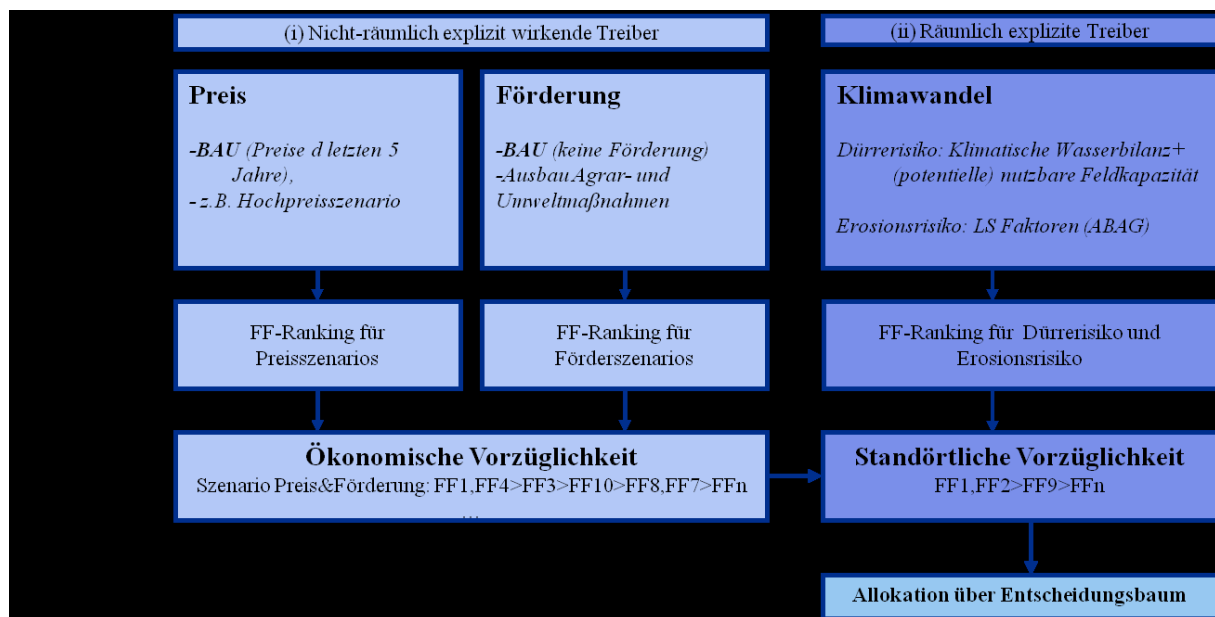 (i) Nicht-räumlich explizit wirkende Treiber
(ii) Räumlich explizite Treiber
Preis
-BAU (Preise d letzten 5
Jahre),
- z.B. Hochpreisszenario
Förderung
-BAU (keine Förderung)
-Ausbau Agrar- und
Umweltmaßnahmen
Klimawandel
Dürrerisiko: Klimatische Wasserbilanz+
(potentielle) nutzbare Feldkapazität
Erosionsrisiko: LS Faktoren (ABAG)
FF-Ranking für
Preisszenarios
FF-Ranking für
Förderszenarios
FF-Ranking für Dürrerisiko und
Erosionsrisiko
Ökonomische Vorzüglichkeit
Szenario Preis&Förderung: FF1,FF4>FF3>FF10>FF8,FF7>FFn
...
Standörtliche Vorzüglichkeit
FF1,FF2>FF9>FFn
Allokation über Entscheidungsbaum